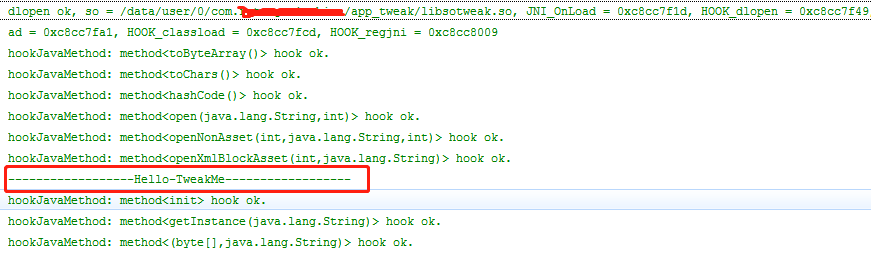 dlopen ok, so = /data/user/0/com. /app_tweak/libsotweak.so, JNI_OnLoad = 0xc8cc7f1d, HOOK_dlopen = 0xc8cc7f49,
ad = 0xc8cc7fa1, HOOK_classload = 0xc8cc7fcd, HOOK_regjni = 0xc8cc8009
hookJavaMethod: method<toByteArray()> hook ok.
hookJavaMethod: method<toChars()> hook ok.
hookJavaMethod: method<hashCode()> hook ok.
hookJavaMethod: method<open(java.lang.String,int)> hook ok.
hookJavaMethod: method<openNonAsset(int,java.lang.String,int)> hook ok.
hookJavaMethod: method<openXmlBlockAsset(int,java.lang.String)> hook ok.
------------------Hello-TweakMe------------------
hookJavaMethod: method<init> hook ok.
hookJavaMethod: method<getInstance(java.lang.String)> hook ok.
hookJavaMethod: method<(byte[],java.lang.String)> hook ok.